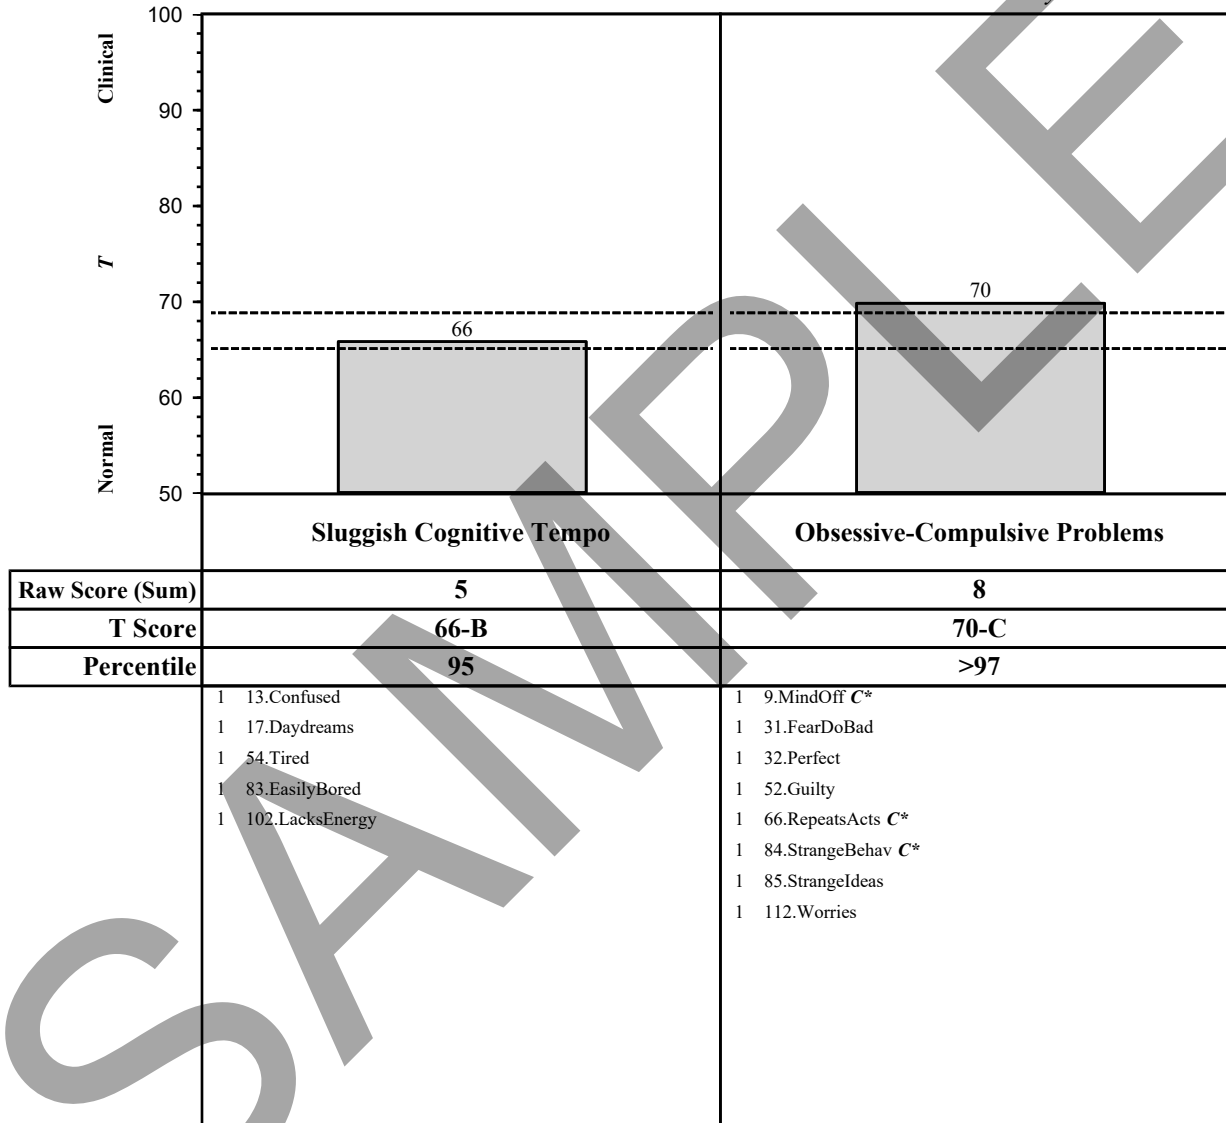 100
Clinical
90
80
T
70
70
66
60
Normal
50
Sluggish Cognitive Tempo Obsessive-Compulsive Problems
Raw Score (Sum) 5 8
T Score 66-B 70-C
Percentile 95 >97
1 13.Confused
1 17.Daydreams
1 54.Tired
1 83.EasilyBored
1 102.LacksEnergy
1 9.MindOff C*
1 31.FearDoBad
1 32.Perfect
1 52.Guilty
1 66.RepeatsActs C*
1 84.StrangeBehav C*
1 85.StrangeIdeas
1 112.Worries
SAMPLE